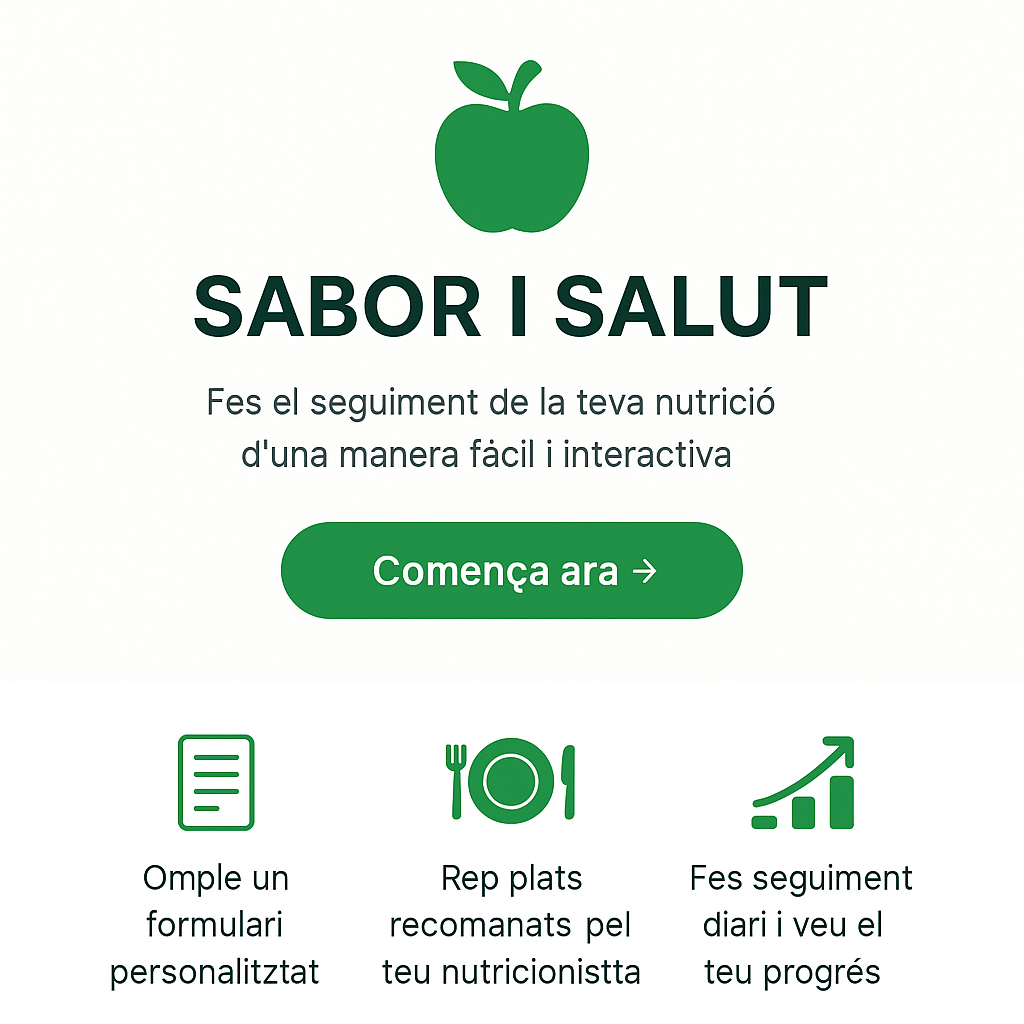 SABOR I SALUT
Fes el seguiment de la teva nutrició
d'una manera fȧcil i interactiva
Comença ara →
Omple un
formulari
personalitztat
Rep plats
recomanats pel
teu nutricionistta
Fes seguiment
diari i veu el
teu progrés